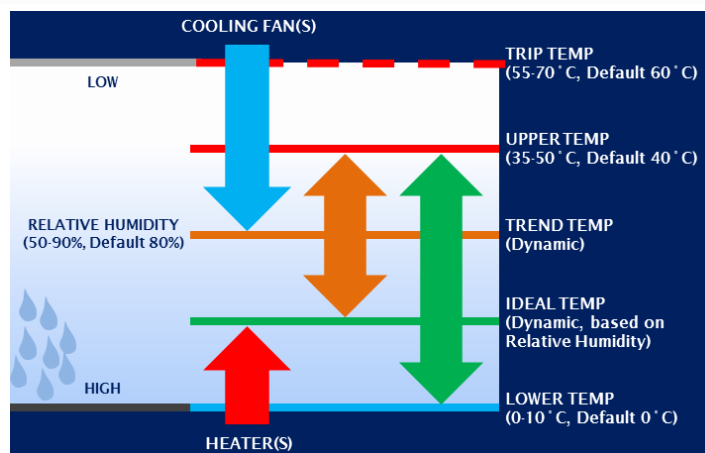 COOLING FAN(S)
TRIP TEMP
(55-70˚C, Default 60˚C)
LOW
UPPER TEMP
(35-50˚C, Default 40˚C)
RELATIVE HUMIDITY
(50-90%, Default 80%)
TREND TEMP
(Dynamic)
IDEAL TEMP
(Dynamic, based on
Relative Humidity)
HIGH
LOWER TEMP
(0-10˚C, Default 0˚C)
HEATER(S)